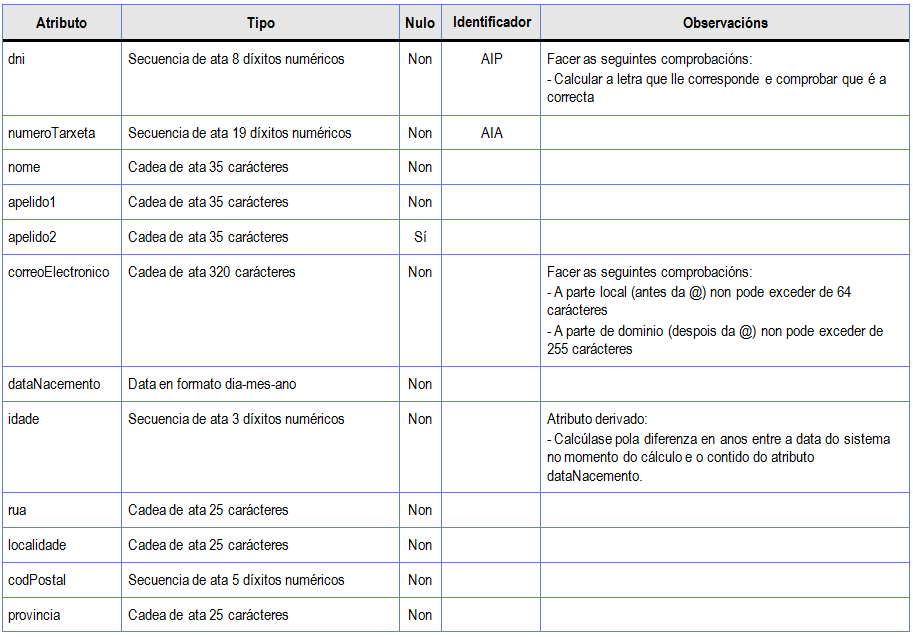 Atributo Tipo Nulo Identificador Observacións
dni Secuencia de ata 8 díxitos numéricos Non AIP Facer as seguintes comprobacións:
- Calcular a letra que lle corresponde e comprobar que é a
correcta
numeroTarxeta Secuencia de ata 19 díxitos numéricos Non AIA
nome Cadea de ata 35 carácteres Non
apelido1 Cadea de ata 35 carácteres Non
apelido2 Cadea de ata 35 carácteres Sí
correoElectronico Cadea de ata 320 carácteres Non Facer as seguintes comprobacións:
- A parte local (antes da @) non pode exceder de 64
carácteres
- A parte de dominio (despois da @) non pode exceder de
255 carácteres
dataNacemento Data en formato dia-mes-ano Non
idade Secuencia de ata 3 díxitos numéricos Non Atributo derivado:
- Calcúlase pola diferenza en anos entre a data do sistema
no momento do cálculo e o contido do atributo
dataNacemento.
rua Cadea de ata 25 carácteres Non
localidade Cadea de ata 25 carácteres Non
codPostal Secuencia de ata 5 díxitos numéricos Non
provincia Cadea de ata 25 carácteres Non